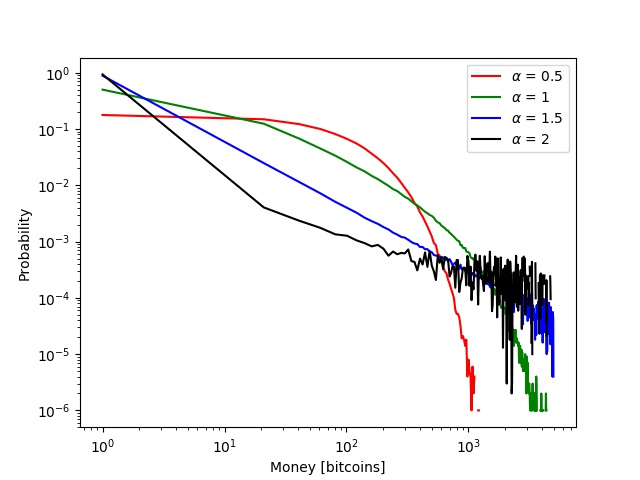 10⁰
10⁻¹
10⁻²
10⁻³
10⁻⁴
10⁻⁵
10⁻⁶
Probability
10⁰ 10¹ 10² 10³
Money [bitcoins]
α = 0.5
α = 1
α = 1.5
α = 2